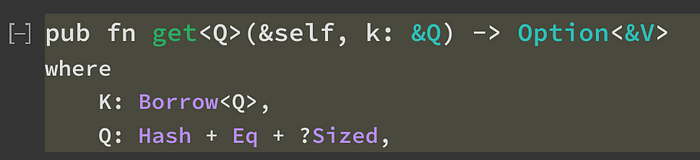 [−] pub fn get<Q>(&self, k: &Q) -> Option<&V>
where
    K: Borrow<Q>,
    Q: Hash + Eq + ?Sized,